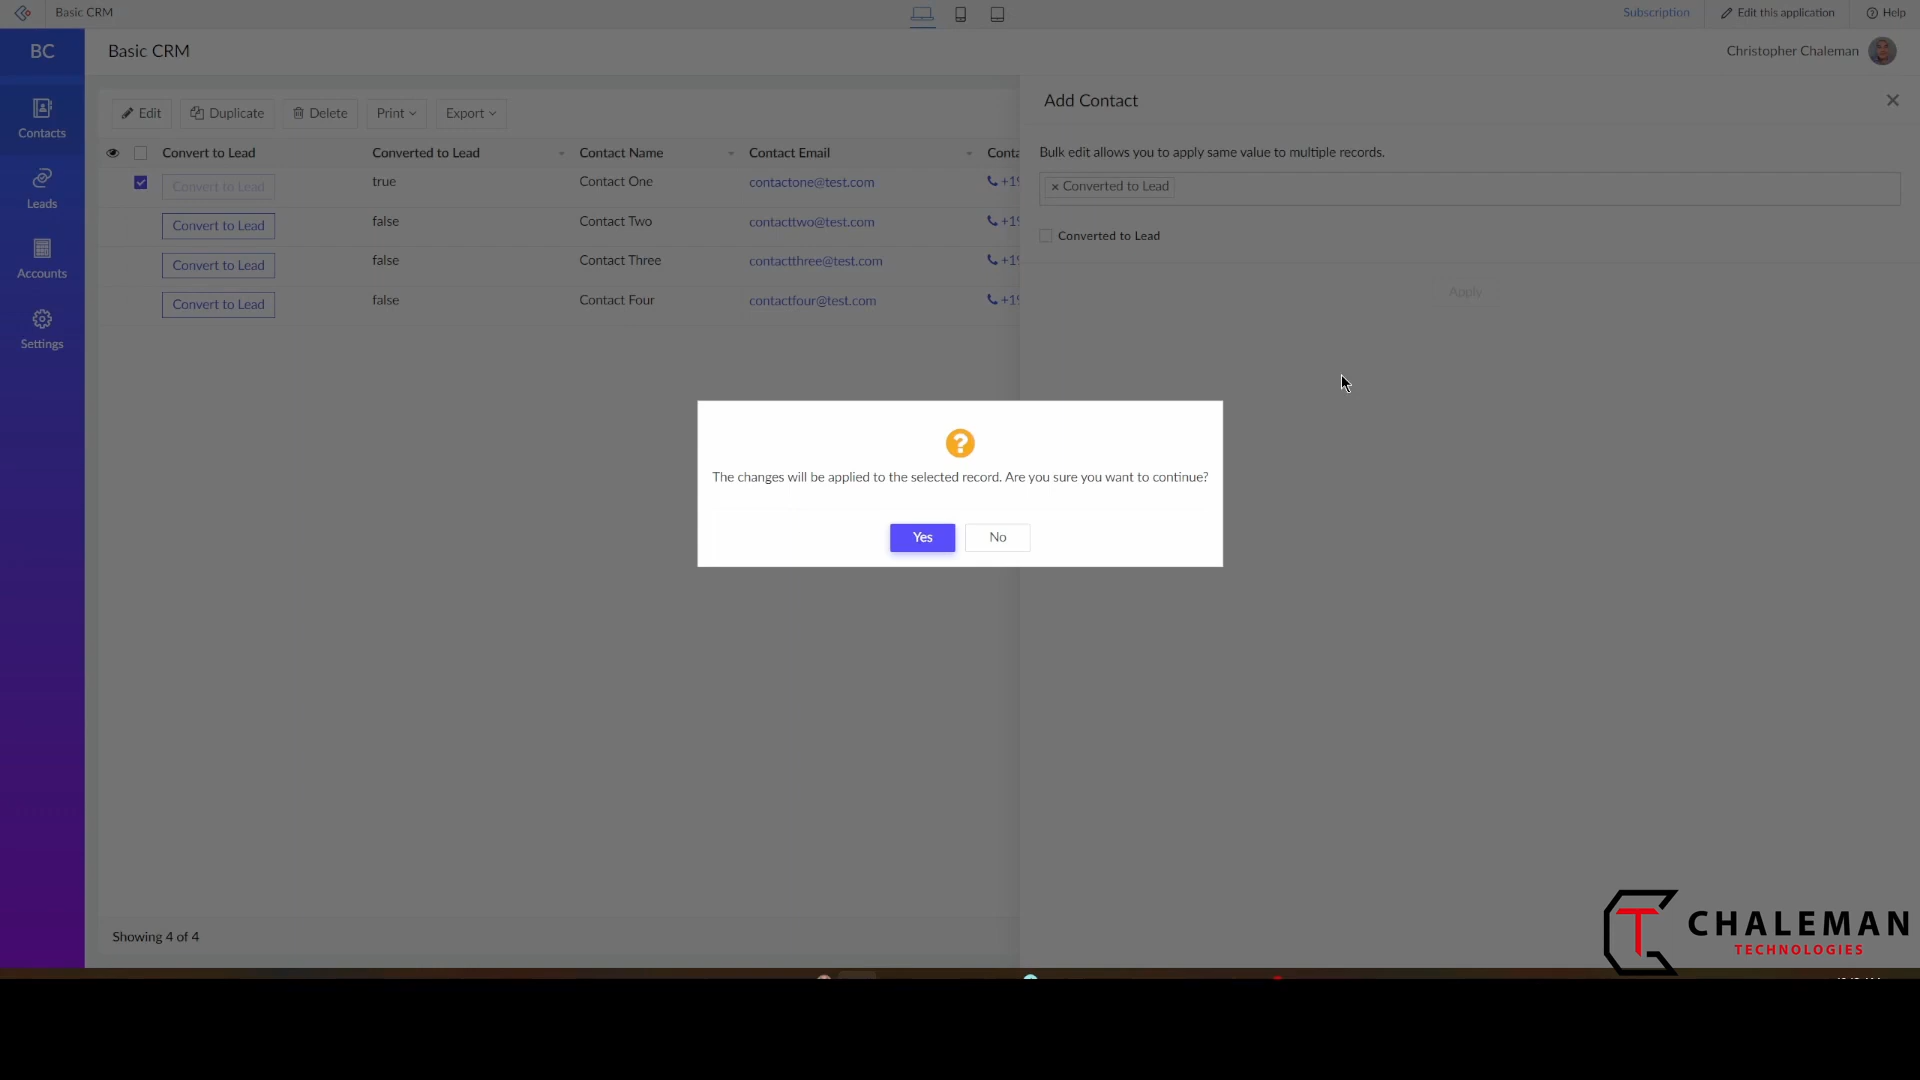 Basic CRM
Subscription
Edit this application
Help
BC
Basic CRM
Christopher Chaleman
Contacts
Leads
Accounts
Settings
Edit
Duplicate
Delete
Print
Export
Convert to Lead Converted to Lead Contact Name Contact Email Conta
Convert to Lead true Contact One contactone@test.com +19
Convert to Lead false Contact Two contacttwo@test.com +19
Convert to Lead false Contact Three contactthree@test.com +19
Convert to Lead false Contact Four contactfour@test.com +19
Showing 4 of 4
Add Contact
Bulk edit allows you to apply same value to multiple records.
× Converted to Lead
Converted to Lead
Apply
The changes will be applied to the selected record. Are you sure you want to continue?
Yes
No
CHALEMAN
TECHNOLOGIES